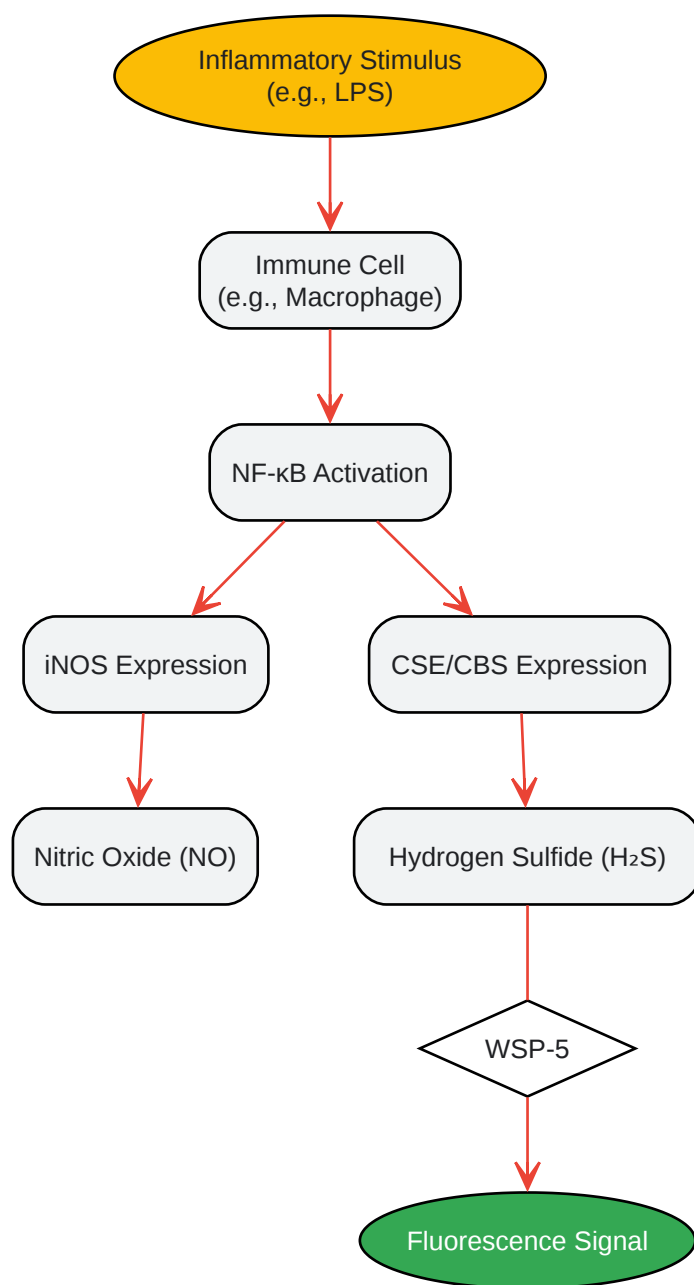 Inflammatory Stimulus
(e.g., LPS)
Immune Cell
(e.g., Macrophage)
NF-κB Activation
iNOS Expression
CSE/CBS Expression
Nitric Oxide (NO)
Hydrogen Sulfide (H₂S)
WSP-5
Fluorescence Signal